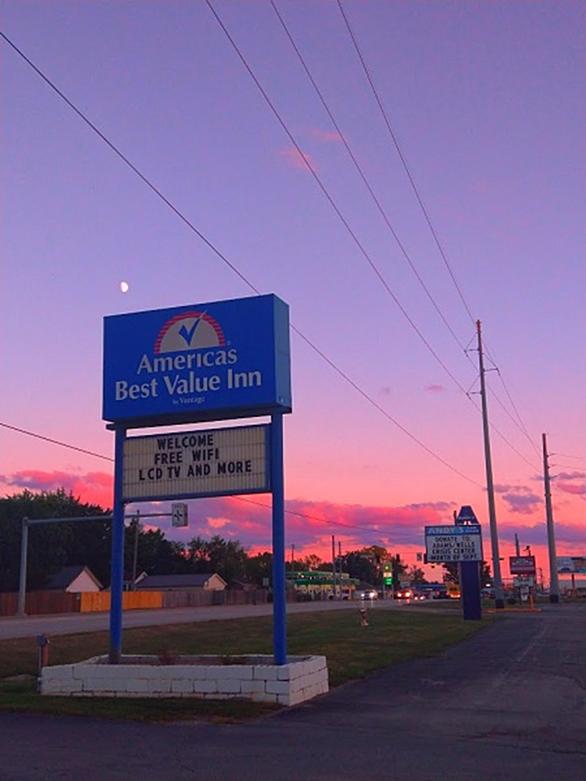 Americas
Best Value Inn
by Vantage
WELCOME
FREE WIFI
LCD TV AND MORE
ANDY'S
DONATE TO
ADAMS/WELLS
CRISIS CENTER
MONTH OF SEPT